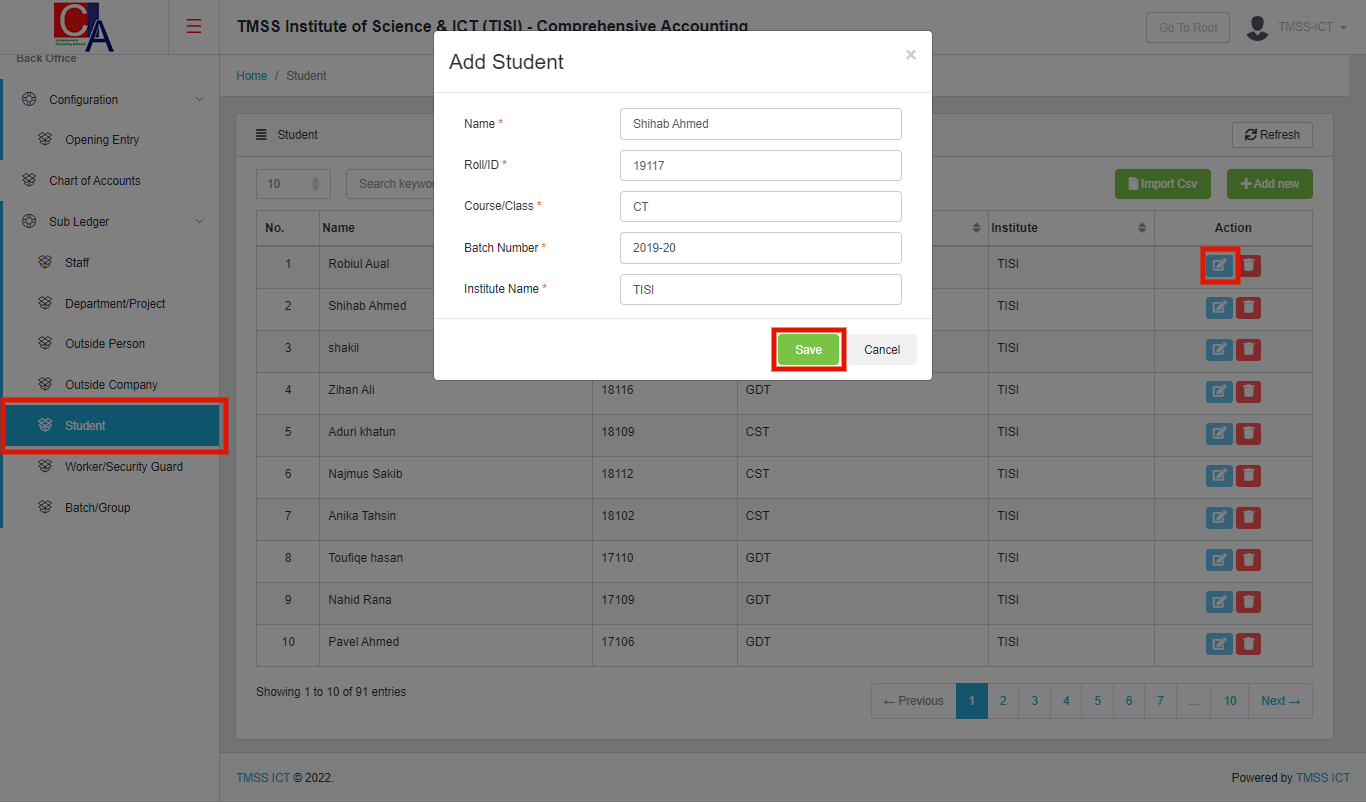 CA
TMSS Institute of Science & ICT (TISI) - Comprehensive Accounting
Go To Root
TMSS-ICT
Back Office
Configuration
Opening Entry
Chart of Accounts
Sub Ledger
Staff
Department/Project
Outside Person
Outside Company
Student
Worker/Security Guard
Batch/Group
Home / Student
Student
Refresh
10
Search keywo
Import Csv
Add new
Add Student
×
Name *
Shihab Ahmed
Roll/ID *
19117
Course/Class *
CT
Batch Number *
2019-20
Institute Name *
TISI
Save
Cancel
No. Name Institute Action
1 Robiul Aual TISI
2 Shihab Ahmed TISI
3 shakil TISI
4 Zihan Ali 18116 GDT TISI
5 Aduri khatun 18109 CST TISI
6 Najmus Sakib 18112 CST TISI
7 Anika Tahsin 18102 CST TISI
8 Toufiqe hasan 17110 GDT TISI
9 Nahid Rana 17109 GDT TISI
10 Pavel Ahmed 17106 GDT TISI
Showing 1 to 10 of 91 entries
← Previous 1 2 3 4 5 6 7 ... 10 Next →
TMSS ICT © 2022.
Powered by TMSS ICT